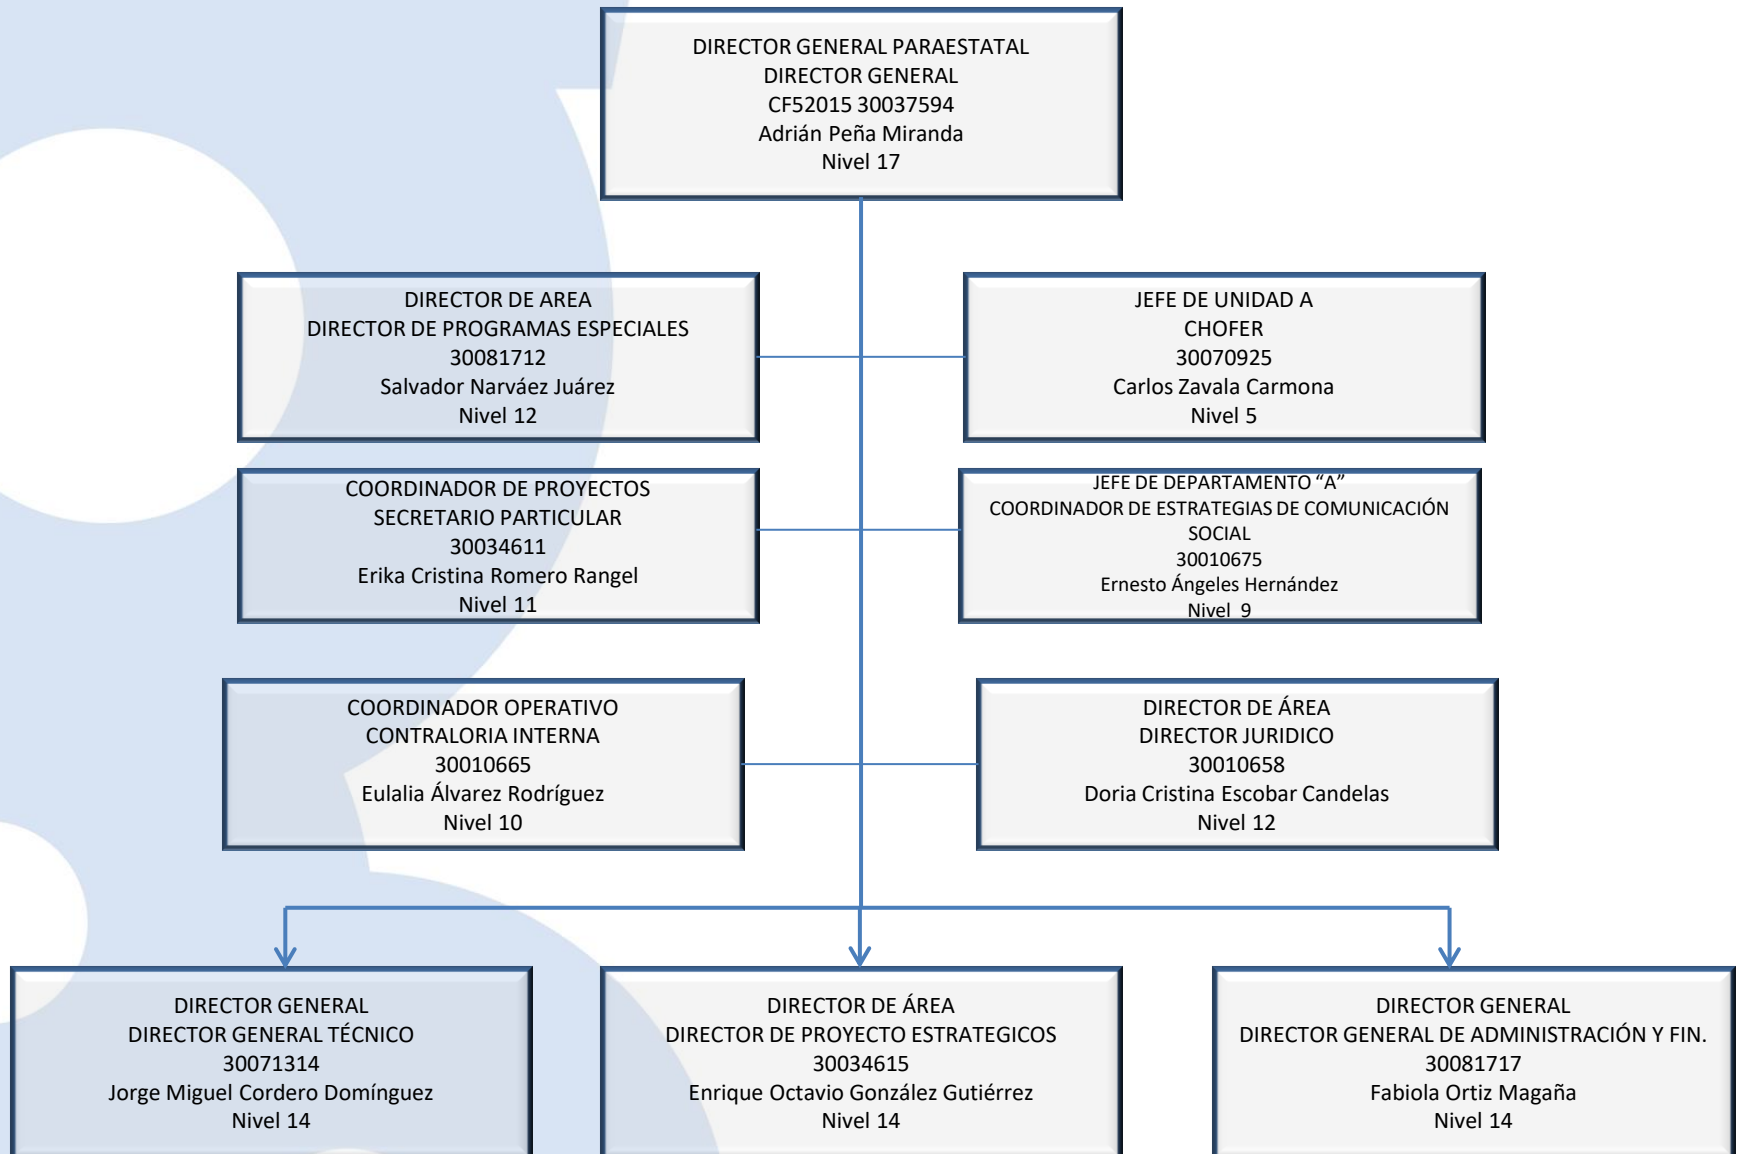 DIRECTOR GENERAL PARAESTATAL
DIRECTOR GENERAL
CF52015 30037594
Adrián Peña Miranda
Nivel 17
DIRECTOR DE AREA
DIRECTOR DE PROGRAMAS ESPECIALES
30081712
Salvador Narváez Juárez
Nivel 12
JEFE DE UNIDAD A
CHOFER
30070925
Carlos Zavala Carmona
Nivel 5
COORDINADOR DE PROYECTOS
SECRETARIO PARTICULAR
30034611
Erika Cristina Romero Rangel
Nivel 11
JEFE DE DEPARTAMENTO “A”
COORDINADOR DE ESTRATEGIAS DE COMUNICACIÓN
SOCIAL
30010675
Ernesto Ángeles Hernández
Nivel 9
COORDINADOR OPERATIVO
CONTRALORIA INTERNA
30010665
Eulalia Álvarez Rodríguez
Nivel 10
DIRECTOR DE ÁREA
DIRECTOR JURIDICO
30010658
Doria Cristina Escobar Candelas
Nivel 12
DIRECTOR GENERAL
DIRECTOR GENERAL TÉCNICO
30071314
Jorge Miguel Cordero Domínguez
Nivel 14
DIRECTOR DE ÁREA
DIRECTOR DE PROYECTO ESTRATEGICOS
30034615
Enrique Octavio González Gutiérrez
Nivel 14
DIRECTOR GENERAL
DIRECTOR GENERAL DE ADMINISTRACIÓN Y FIN.
30081717
Fabiola Ortiz Magaña
Nivel 14